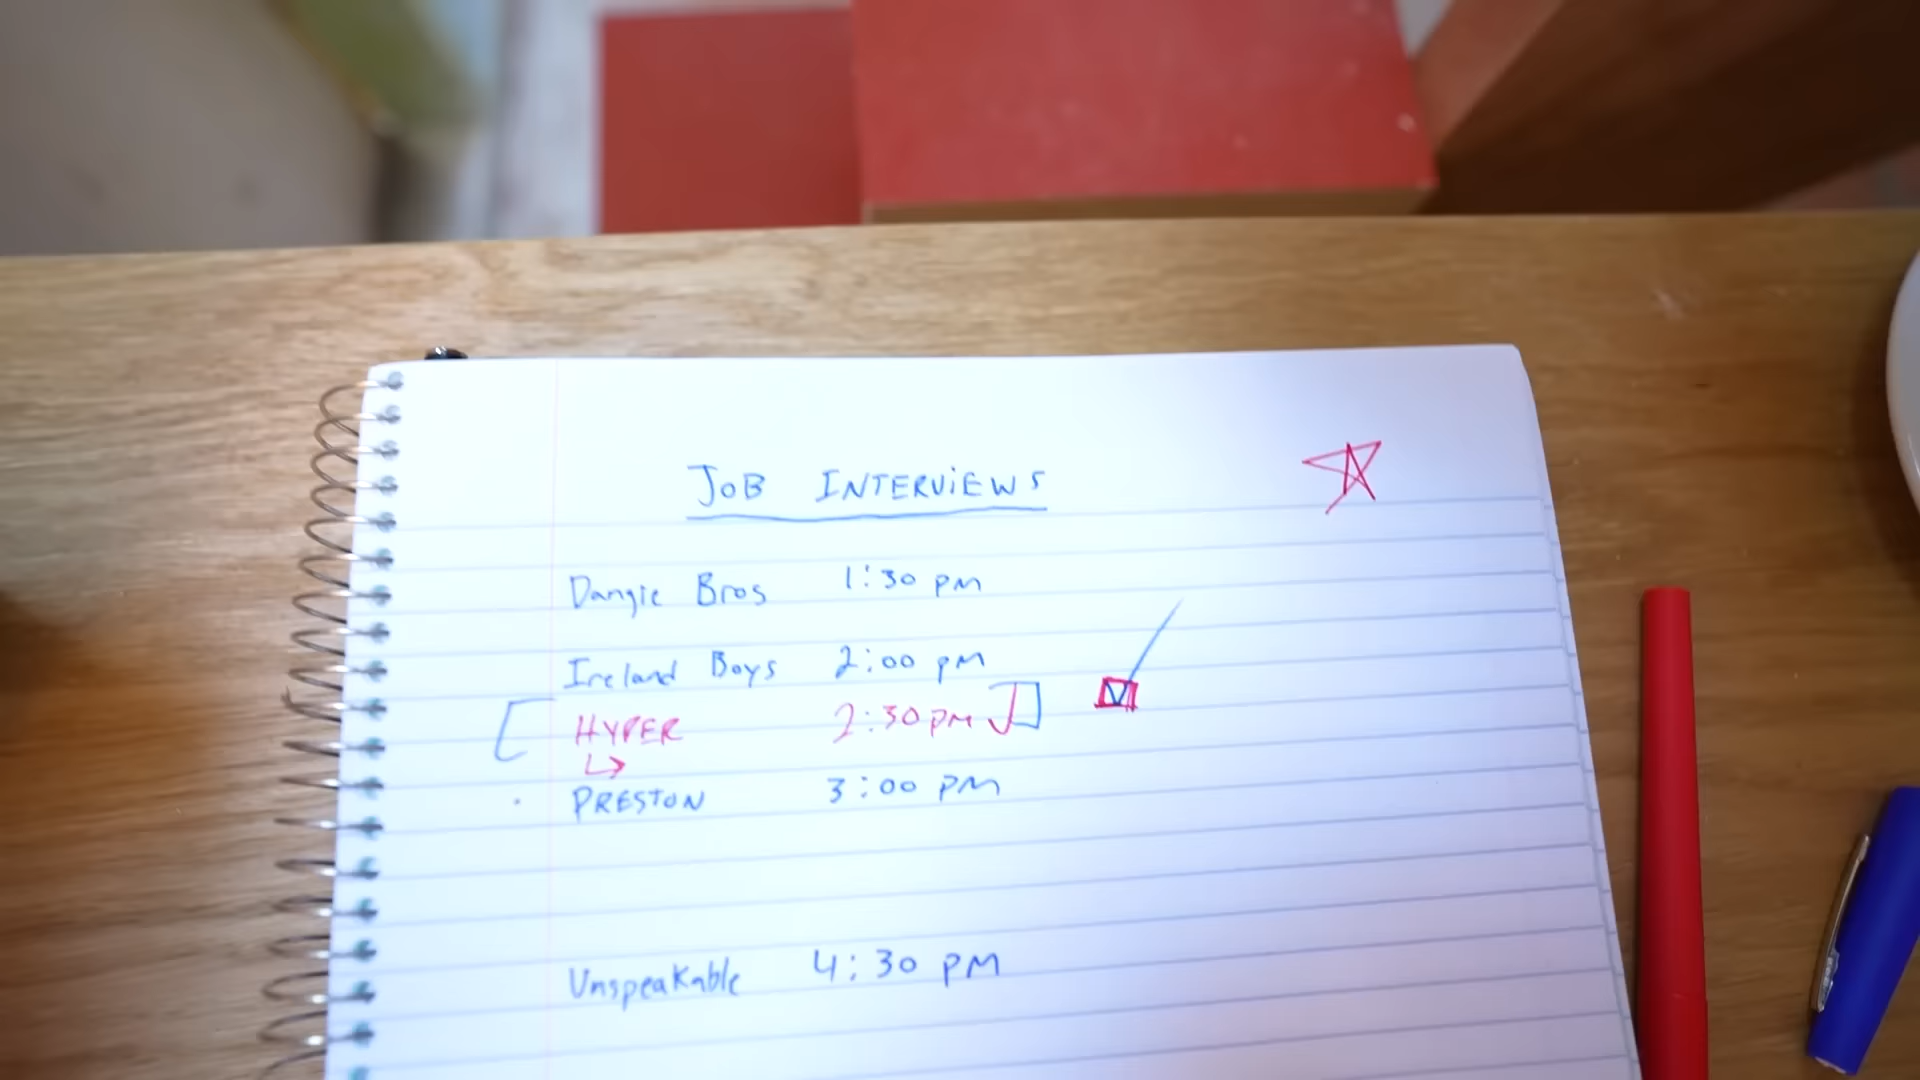 JOB INTERVIEWS
Dangie Bros 1:30 pm
Ireland Boys 2:00 pm
HYPER 2:30 pm
PRESTON 3:00 PM
Unspeakable 4:30 PM